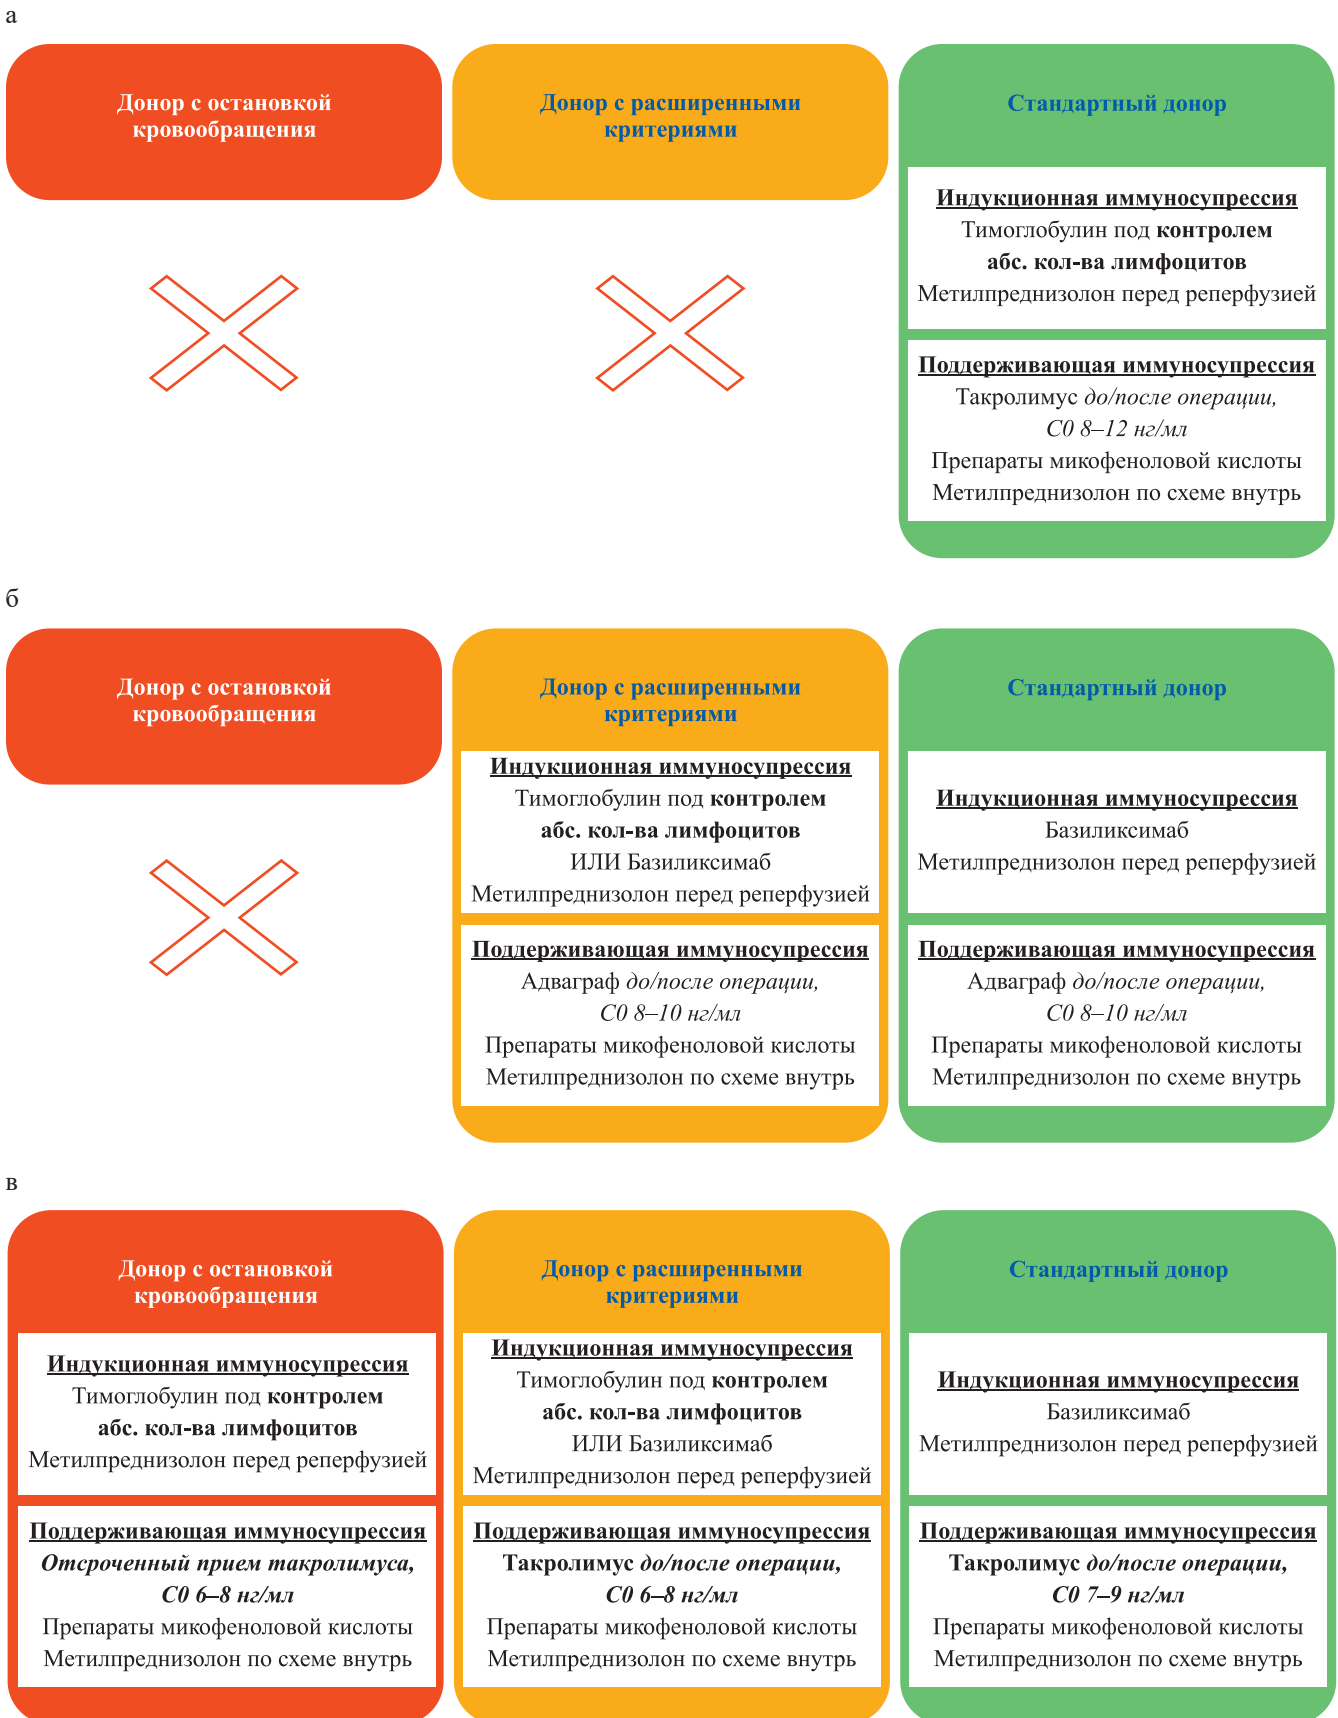 а
Донор с остановкой
кровообращения
Донор с расширенными
критериями
Стандартный донор
Индукционная иммуносупрессия
Тимоглобулин под контролем
абс. кол-ва лимфоцитов
Метилпреднизолон перед реперфузией
Поддерживающая иммуносупрессия
Такролимус до/после операции,
С0 8–12 нг/мл
Препараты микофеноловой кислоты
Метилпреднизолон по схеме внутрь
б
Донор с остановкой
кровообращения
Донор с расширенными
критериями
Индукционная иммуносупрессия
Тимоглобулин под контролем
абс. кол-ва лимфоцитов
ИЛИ Базиликсимаб
Метилпреднизолон перед реперфузией
Поддерживающая иммуносупрессия
Адваграф до/после операции,
С0 8–10 нг/мл
Препараты микофеноловой кислоты
Метилпреднизолон по схеме внутрь
Стандартный донор
Индукционная иммуносупрессия
Базиликсимаб
Метилпреднизолон перед реперфузией
Поддерживающая иммуносупрессия
Адваграф до/после операции,
С0 8–10 нг/мл
Препараты микофеноловой кислоты
Метилпреднизолон по схеме внутрь
в
Донор с остановкой
кровообращения
Индукционная иммуносупрессия
Тимоглобулин под контролем
абс. кол-ва лимфоцитов
Метилпреднизолон перед реперфузией
Поддерживающая иммуносупрессия
Отсроченный прием такролимуса,
С0 6–8 нг/мл
Препараты микофеноловой кислоты
Метилпреднизолон по схеме внутрь
Донор с расширенными
критериями
Индукционная иммуносупрессия
Тимоглобулин под контролем
абс. кол-ва лимфоцитов
ИЛИ Базиликсимаб
Метилпреднизолон перед реперфузией
Поддерживающая иммуносупрессия
Такролимус до/после операции,
С0 6–8 нг/мл
Препараты микофеноловой кислоты
Метилпреднизолон по схеме внутрь
Стандартный донор
Индукционная иммуносупрессия
Базиликсимаб
Метилпреднизолон перед реперфузией
Поддерживающая иммуносупрессия
Такролимус до/после операции,
С0 7–9 нг/мл
Препараты микофеноловой кислоты
Метилпреднизолон по схеме внутрь